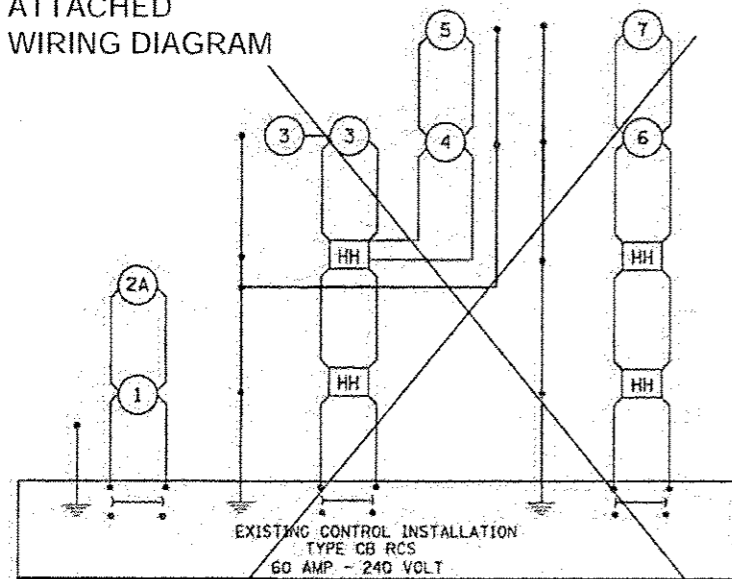 ATTACHED
WIRING DIAGRAM
5
7
3 3
4
6
HH
HH
2A
HH
HH
1
EXISTING CONTROL INSTALLATION
TYPE CB RCS
60 AMP - 240 VOLT